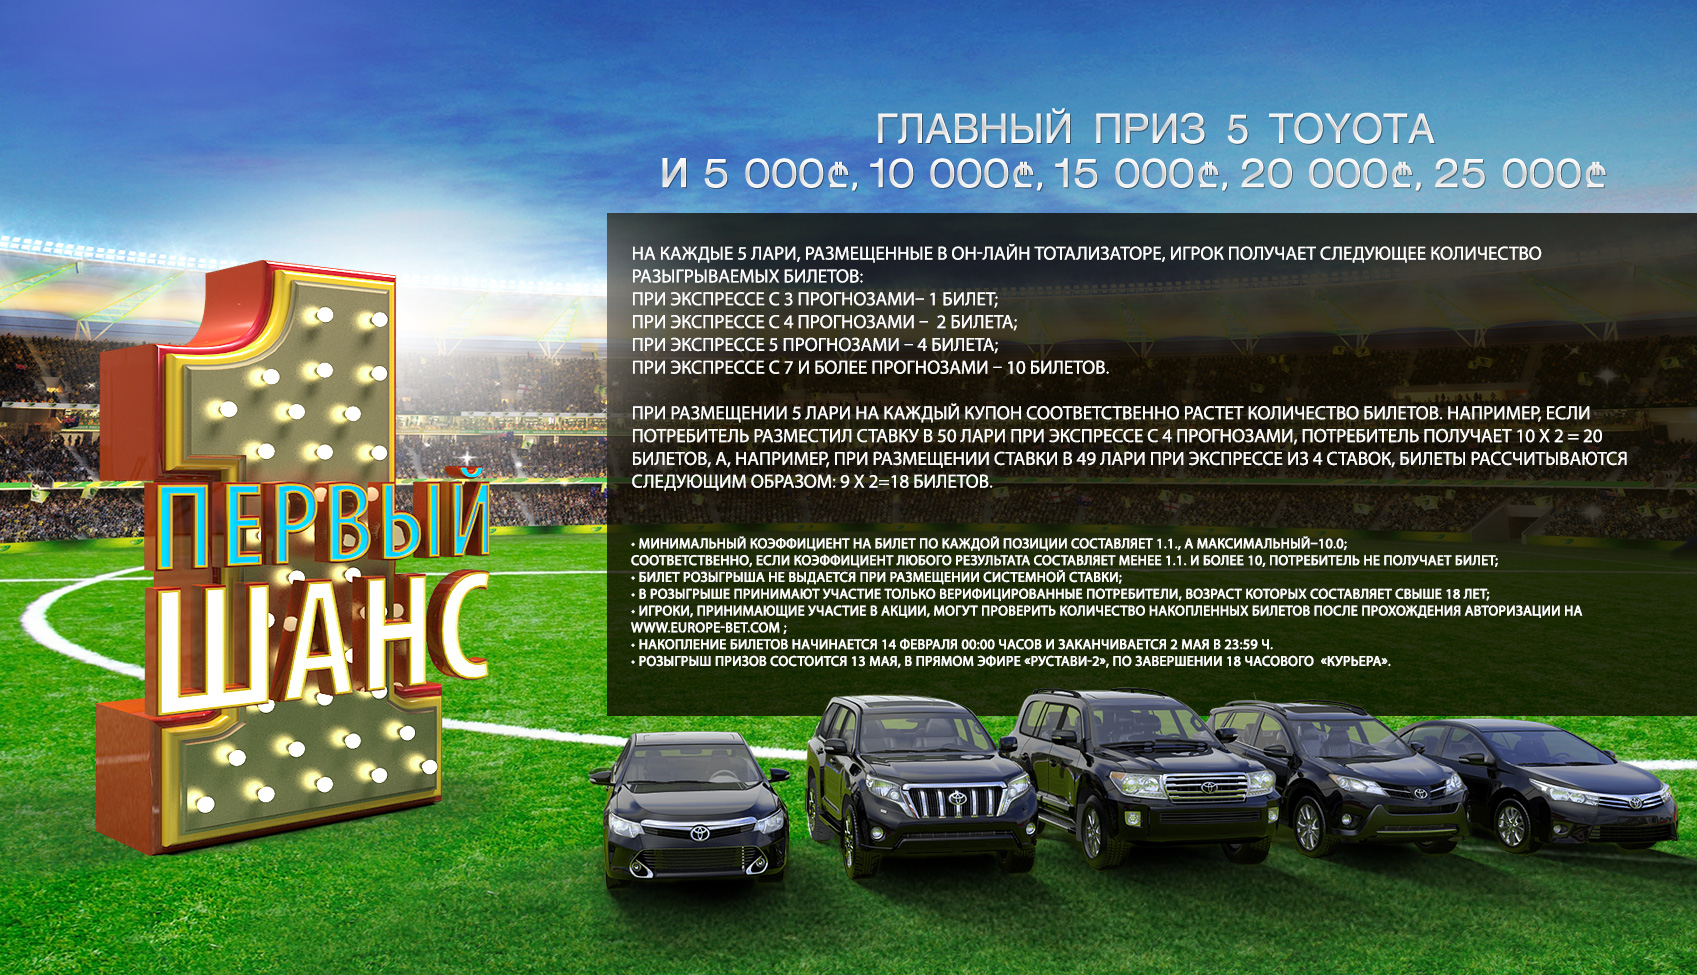 ГЛАВНЫЙ ПРИЗ 5 TOYOTA
И 5 000₾, 10 000₾, 15 000₾, 20 000₾, 25 000₾
НА КАЖДЫЕ 5 ЛАРИ, РАЗМЕЩЕННЫЕ В ОН-ЛАЙН ТОТАЛИЗАТОРЕ, ИГРОК ПОЛУЧАЕТ СЛЕДУЮЩЕЕ КОЛИЧЕСТВО
РАЗЫГРЫВАЕМЫХ БИЛЕТОВ:
ПРИ ЭКСПРЕССЕ С 3 ПРОГНОЗАМИ– 1 БИЛЕТ;
ПРИ ЭКСПРЕССЕ С 4 ПРОГНОЗАМИ – 2 БИЛЕТА;
ПРИ ЭКСПРЕССЕ 5 ПРОГНОЗАМИ – 4 БИЛЕТА;
ПРИ ЭКСПРЕССЕ С 7 И БОЛЕЕ ПРОГНОЗАМИ – 10 БИЛЕТОВ.
ПРИ РАЗМЕЩЕНИИ 5 ЛАРИ НА КАЖДЫЙ КУПОН СООТВЕТСТВЕННО РАСТЕТ КОЛИЧЕСТВО БИЛЕТОВ. НАПРИМЕР, ЕСЛИ
ПОТРЕБИТЕЛЬ РАЗМЕСТИЛ СТАВКУ В 50 ЛАРИ ПРИ ЭКСПРЕССЕ С 4 ПРОГНОЗАМИ, ПОТРЕБИТЕЛЬ ПОЛУЧАЕТ 10 X 2 = 20
БИЛЕТОВ, А, НАПРИМЕР, ПРИ РАЗМЕЩЕНИИ СТАВКИ В 49 ЛАРИ ПРИ ЭКСПРЕССЕ ИЗ 4 СТАВОК, БИЛЕТЫ РАССЧИТЫВАЮТСЯ
СЛЕДУЮЩИМ ОБРАЗОМ: 9 X 2=18 БИЛЕТОВ.
• МИНИМАЛЬНЫЙ КОЭФФИЦИЕНТ НА БИЛЕТ ПО КАЖДОЙ ПОЗИЦИИ СОСТАВЛЯЕТ 1.1., А МАКСИМАЛЬНЫЙ–10.0;
СООТВЕТСТВЕННО, ЕСЛИ КОЭФФИЦИЕНТ ЛЮБОГО РЕЗУЛЬТАТА СОСТАВЛЯЕТ МЕНЕЕ 1.1. И БОЛЕЕ 10, ПОТРЕБИТЕЛЬ НЕ ПОЛУЧАЕТ БИЛЕТ;
• БИЛЕТ РОЗЫГРЫША НЕ ВЫДАЕТСЯ ПРИ РАЗМЕЩЕНИИ СИСТЕМНОЙ СТАВКИ;
• В РОЗЫГРЫШЕ ПРИНИМАЮТ УЧАСТИЕ ТОЛЬКО ВЕРИФИЦИРОВАННЫЕ ПОТРЕБИТЕЛИ, ВОЗРАСТ КОТОРЫХ СОСТАВЛЯЕТ СВЫШЕ 18 ЛЕТ;
• ИГРОКИ, ПРИНИМАЮЩИЕ УЧАСТИЕ В АКЦИИ, МОГУТ ПРОВЕРИТЬ КОЛИЧЕСТВО НАКОПЛЕННЫХ БИЛЕТОВ ПОСЛЕ ПРОХОЖДЕНИЯ АВТОРИЗАЦИИ НА
WWW.EUROPE-BET.COM ;
• НАКОПЛЕНИЕ БИЛЕТОВ НАЧИНАЕТСЯ 14 ФЕВРАЛЯ 00:00 ЧАСОВ И ЗАКАНЧИВАЕТСЯ 2 МАЯ В 23:59 Ч.
• РОЗЫГРЫШ ПРИЗОВ СОСТОИТСЯ 13 МАЯ, В ПРЯМОМ ЭФИРЕ «РУСТАВИ-2», ПО ЗАВЕРШЕНИИ 18 ЧАСОВОГО «КУРЬЕРА».
1
ПЕРВЫЙ
ШАНС